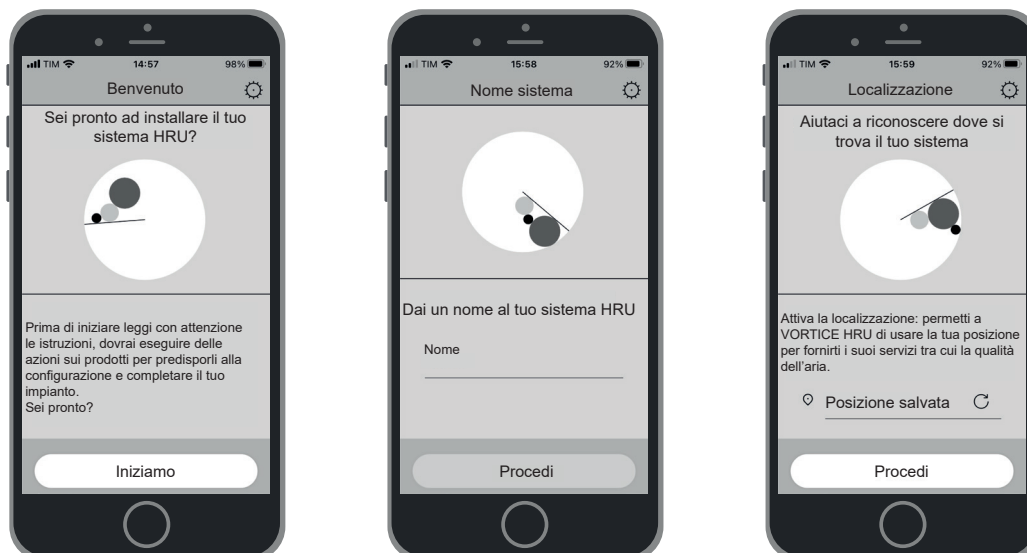 TIM 14:57 98%
Benvenuto
Sei pronto ad installare il tuo
sistema HRU?
Prima di iniziare leggi con attenzione
le istruzioni, dovrai eseguire delle
azioni sui prodotti per predisporli alla
configurazione e completare il tuo
impianto.
Sei pronto?
Iniziamo
TIM 15:58 92%
Nome sistema
Dai un nome al tuo sistema HRU
Nome
Procedi
TIM 15:59 92%
Localizzazione
Aiutaci a riconoscere dove si
trova il tuo sistema
Attiva la localizzazione: permetti a
VORTICE HRU di usare la tua posizione
per fornirti i suoi servizi tra cui la qualità
dell'aria.
Posizione salvata
Procedi